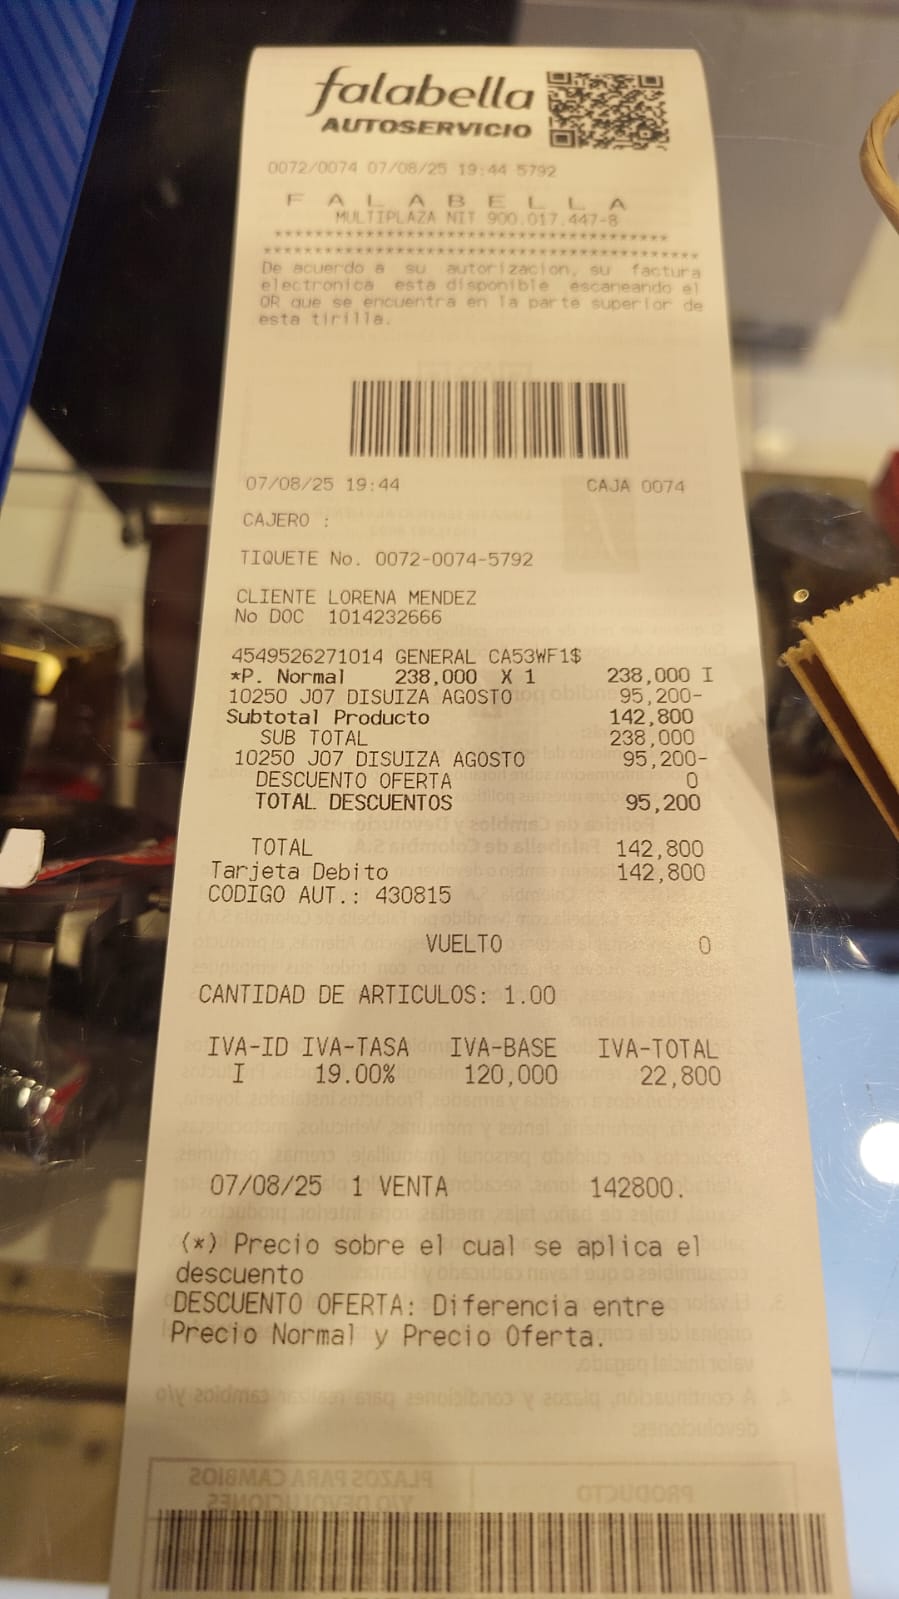 falabella
AUTOSERVICIO
0072/0074 07/08/25 19:44 5792
F A L A B E L L A
MULTIPLAZA NIT 900.017.447-8
****************************************
****************************************
De acuerdo a su autorizacion, su factura
electronica esta disponible escaneando el
QR que se encuentra en la parte superior de
esta tirilla.
07/08/25 19:44 CAJA 0074
CAJERO :
TIQUETE No. 0072-0074-5792
CLIENTE LORENA MENDEZ
No DOC 1014232666
4549526271014 GENERAL CA53WF1$
*P. Normal 238,000 X 1 238,000 I
10250 J07 DISUIZA AGOSTO 95,200-
Subtotal Producto 142,800
SUB TOTAL 238,000
10250 J07 DISUIZA AGOSTO 95,200-
DESCUENTO OFERTA 0
TOTAL DESCUENTOS 95,200
TOTAL 142,800
Tarjeta Debito 142,800
CODIGO AUT.: 430815
VUELTO 0
CANTIDAD DE ARTICULOS: 1.00
IVA-ID IVA-TASA IVA-BASE IVA-TOTAL
I 19.00% 120,000 22,800
07/08/25 1 VENTA 142800.
(*) Precio sobre el cual se aplica el
descuento
DESCUENTO OFERTA: Diferencia entre
Precio Normal y Precio Oferta.